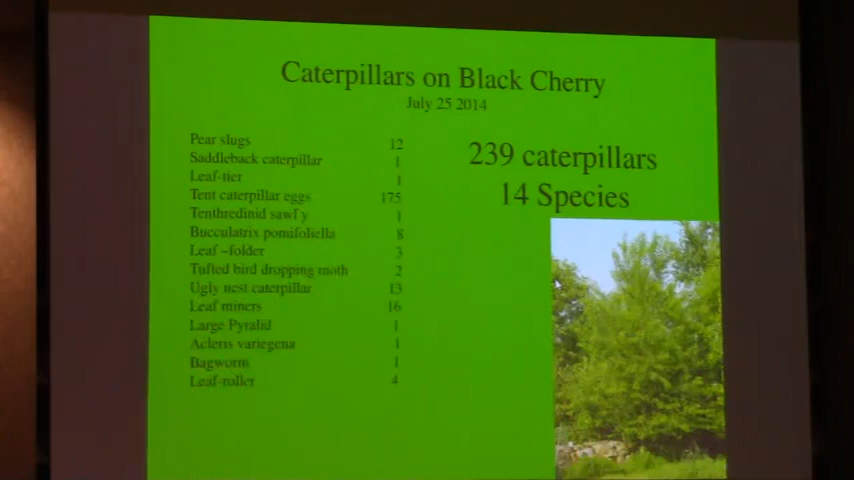 Caterpillars on Black Cherry
July 25 2014
Pear slugs 12
Saddleback caterpillar 1
Leaf-tier 1
Tent caterpillar eggs 175
Tenthredinid sawf y 1
Bucculatrix pomifoliella 8
Leaf –folder 3
Tufted bird dropping moth 2
Ugly nest caterpillar 13
Leaf miners 16
Large Pyralid 1
Acleris variegena 1
Bagworm 1
Leaf-roller 4
239 caterpillars
14 Species